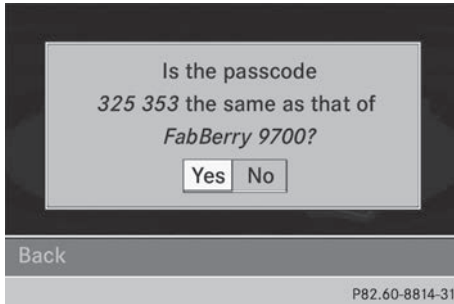 Is the passcode
325 353 the same as that of
FabBerry 9700?
Yes No
Back
P82.60-8814-31